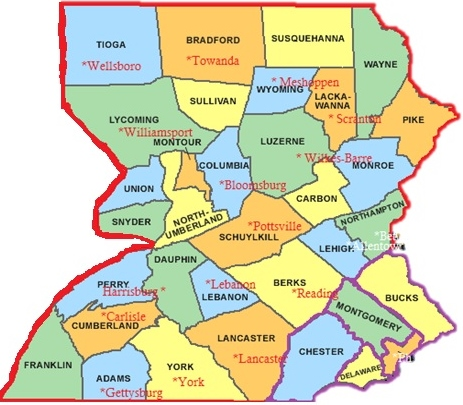 TIOGA
*Wellsboro
BRADFORD
*Towanda
SUSQUEHANNA
WAYNE
WYOMING
* Meshoppen
LACKA-
WANNA
* Scranton
PIKE
SULLIVAN
LYCOMING
*Williamsport
MONTOUR
COLUMBIA
*Bloomsburg
LUZERNE
* Wilkes-Barre
MONROE
UNION
SNYDER
NORTH-
UMBERLAND
CARBON
NORTHAMPTON
*Pottsville
SCHUYLKILL
LEHIGH
DAUPHIN
PERRY
Harrisburg *
*Lebanon
LEBANON
BERKS
*Reading
BUCKS
MONTGOMERY
*Carlisle
CUMBERLAND
LANCASTER
*Lancaster
CHESTER
DELAWARE
FRANKLIN
ADAMS
*Gettysburg
YORK
*York